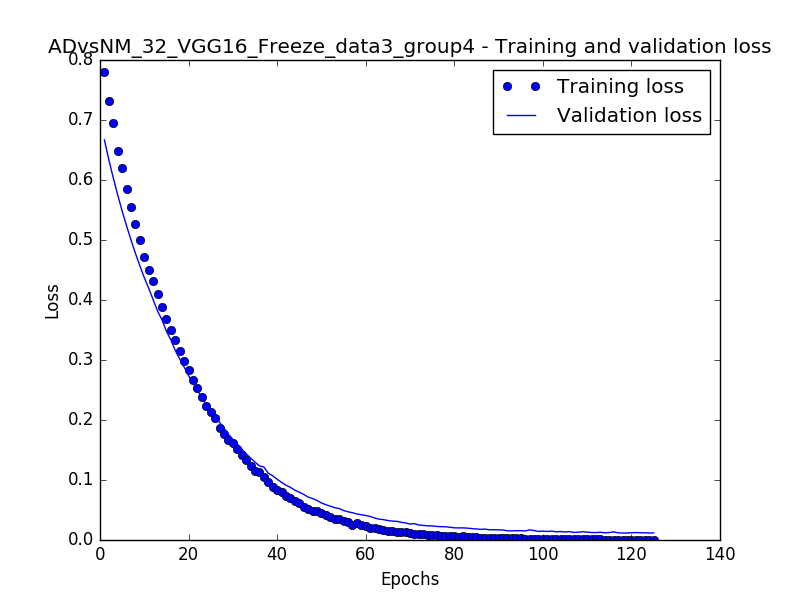 ADvsNM_32_VGG16_Freeze_data3_group4 - Training and validation loss
Training loss
Validation loss
Loss
0.8
0.7
0.6
0.5
0.4
0.3
0.2
0.1
0.0
0 20 40 60 80 100 120 140
Epochs